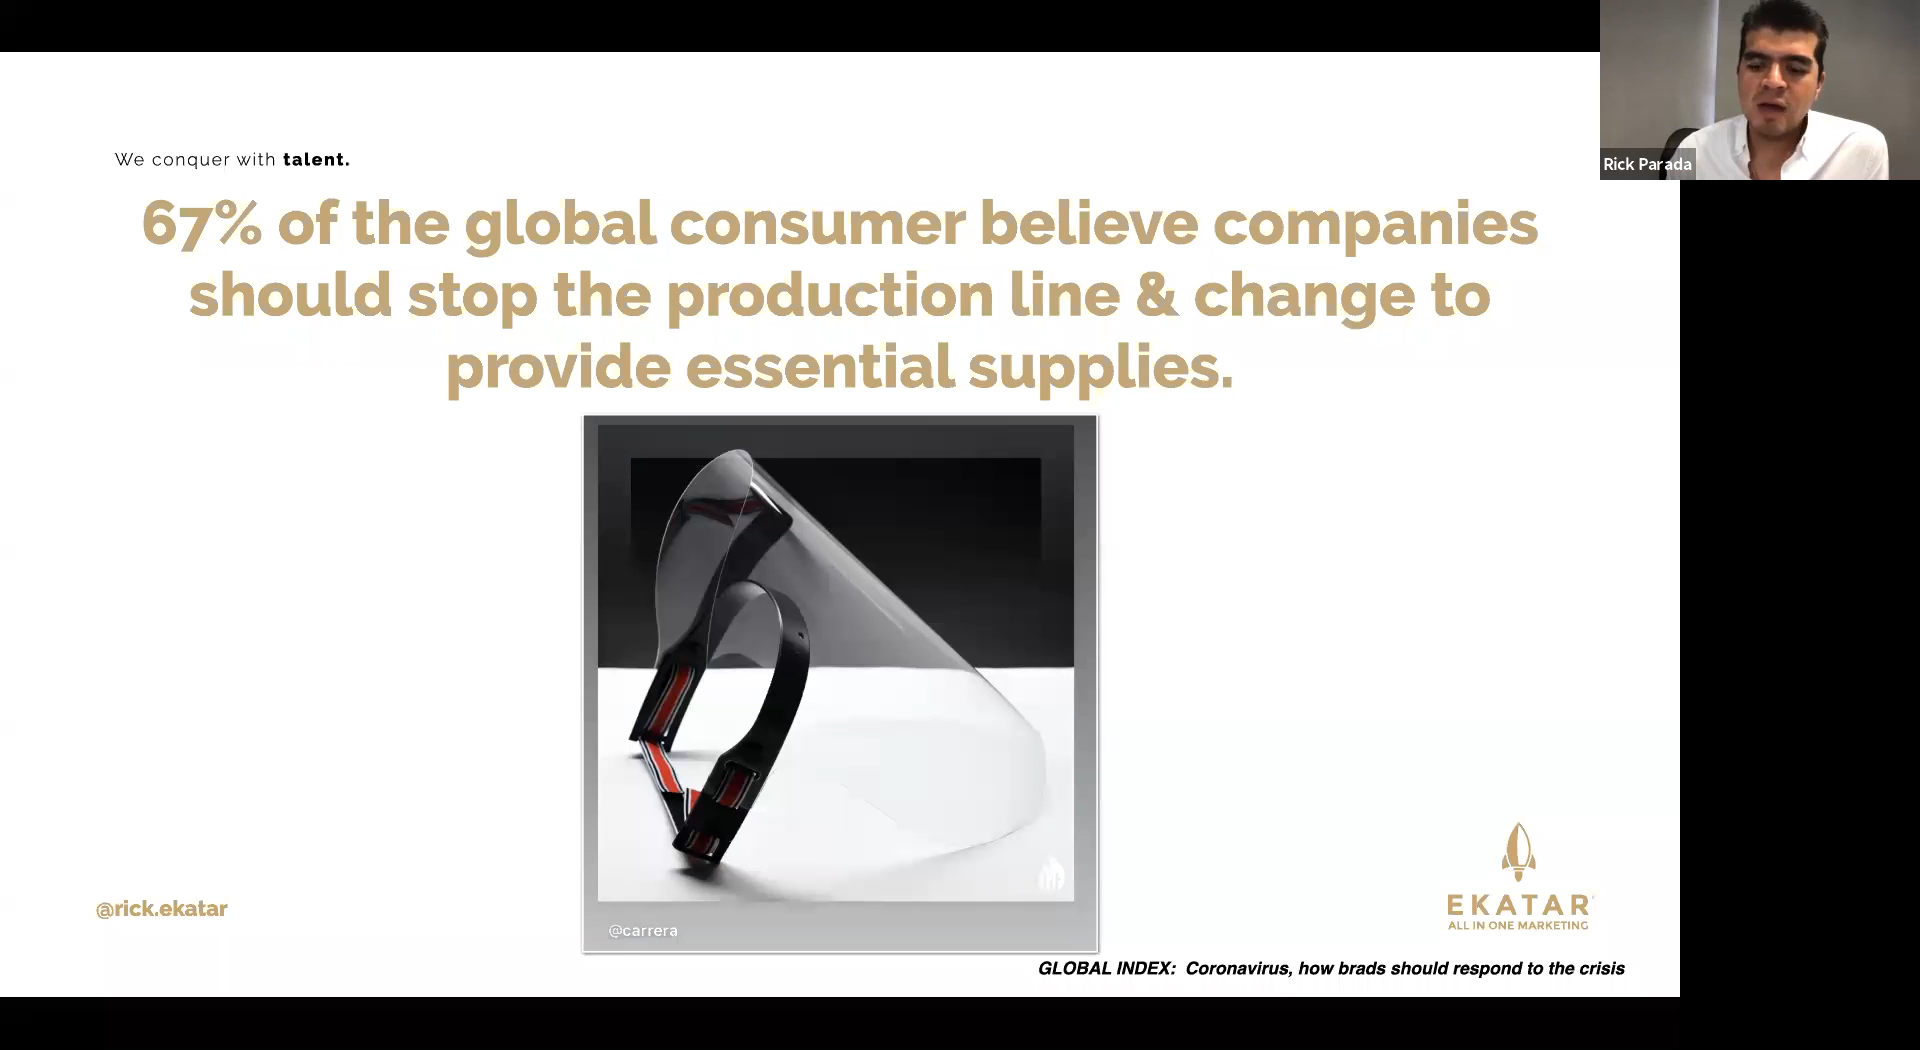 Rick Parada
We conquer with talent.
67% of the global consumer believe companies
should stop the production line & change to
provide essential supplies.
@carrera
@rick.ekatar
EKATAR
ALL IN ONE MARKETING
GLOBAL INDEX: Coronavirus, how brads should respond to the crisis